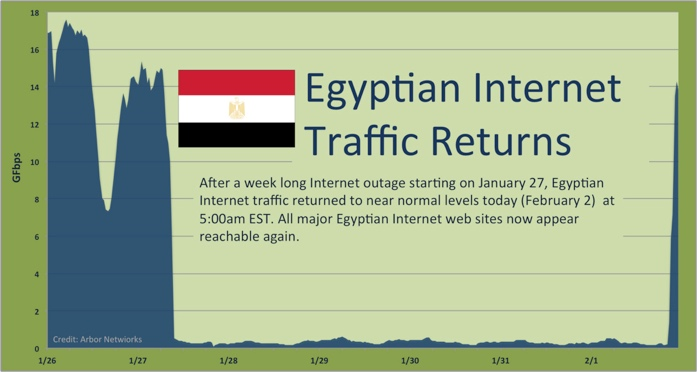 Egyptian Internet
Traffic Returns
After a week long Internet outage starting on January 27, Egyptian
Internet traffic returned to near normal levels today (February 2)  at
5:00am EST. All major Egyptian Internet web sites now appear
reachable again.
GFbps
18
16
14
12
10
8
6
4
2
0
Credit: Arbor Networks
1/26 1/27 1/28 1/29 1/30 1/31 2/1